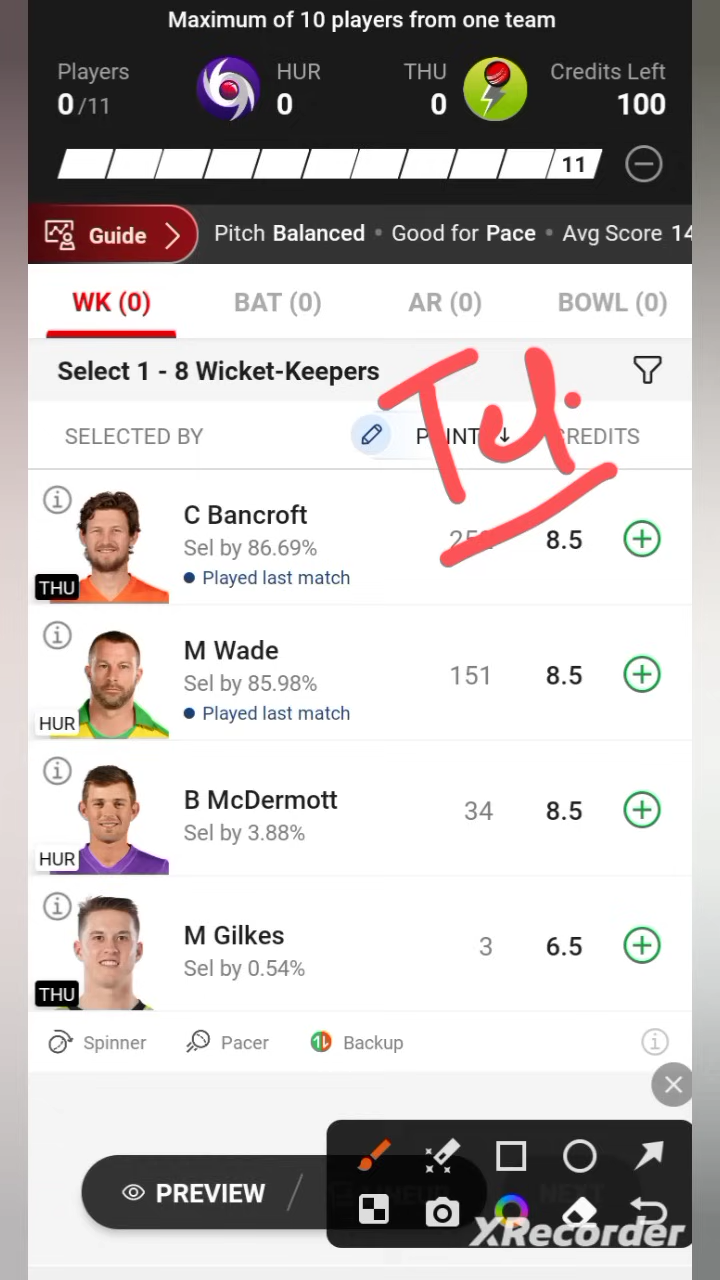 Maximum of 10 players from one team
Players HUR THU Credits Left
0/11 0 0 100
11
Guide Pitch Balanced • Good for Pace • Avg Score 14
WK (0) BAT (0) AR (0) BOWL (0)
Select 1 - 8 Wicket-Keepers
SELECTED BY POINTS CREDITS
C Bancroft
Sel by 86.69% 8.5
Played last match
THU
M Wade
Sel by 85.98% 151 8.5
Played last match
HUR
B McDermott
Sel by 3.88% 34 8.5
HUR
M Gilkes
Sel by 0.54% 3 6.5
THU
Spinner Pacer Backup
PREVIEW
XRecorder